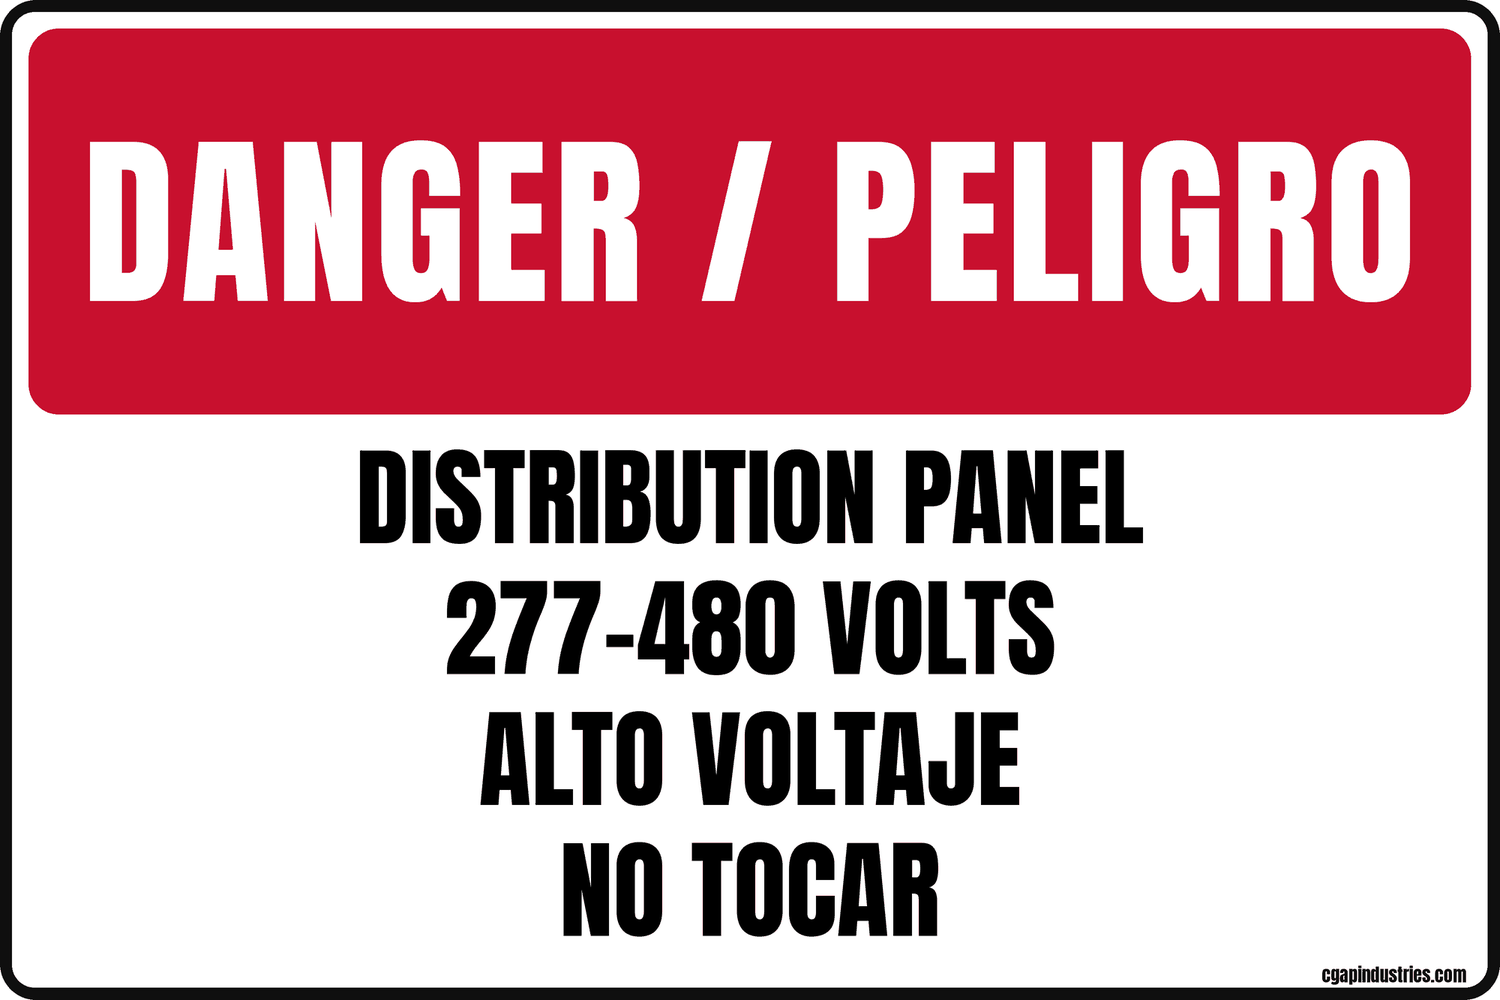 DANGER / PELIGRO
DISTRIBUTION PANEL
277-480 VOLTS
ALTO VOLTAJE
NO TOCAR
cgapindustries.com